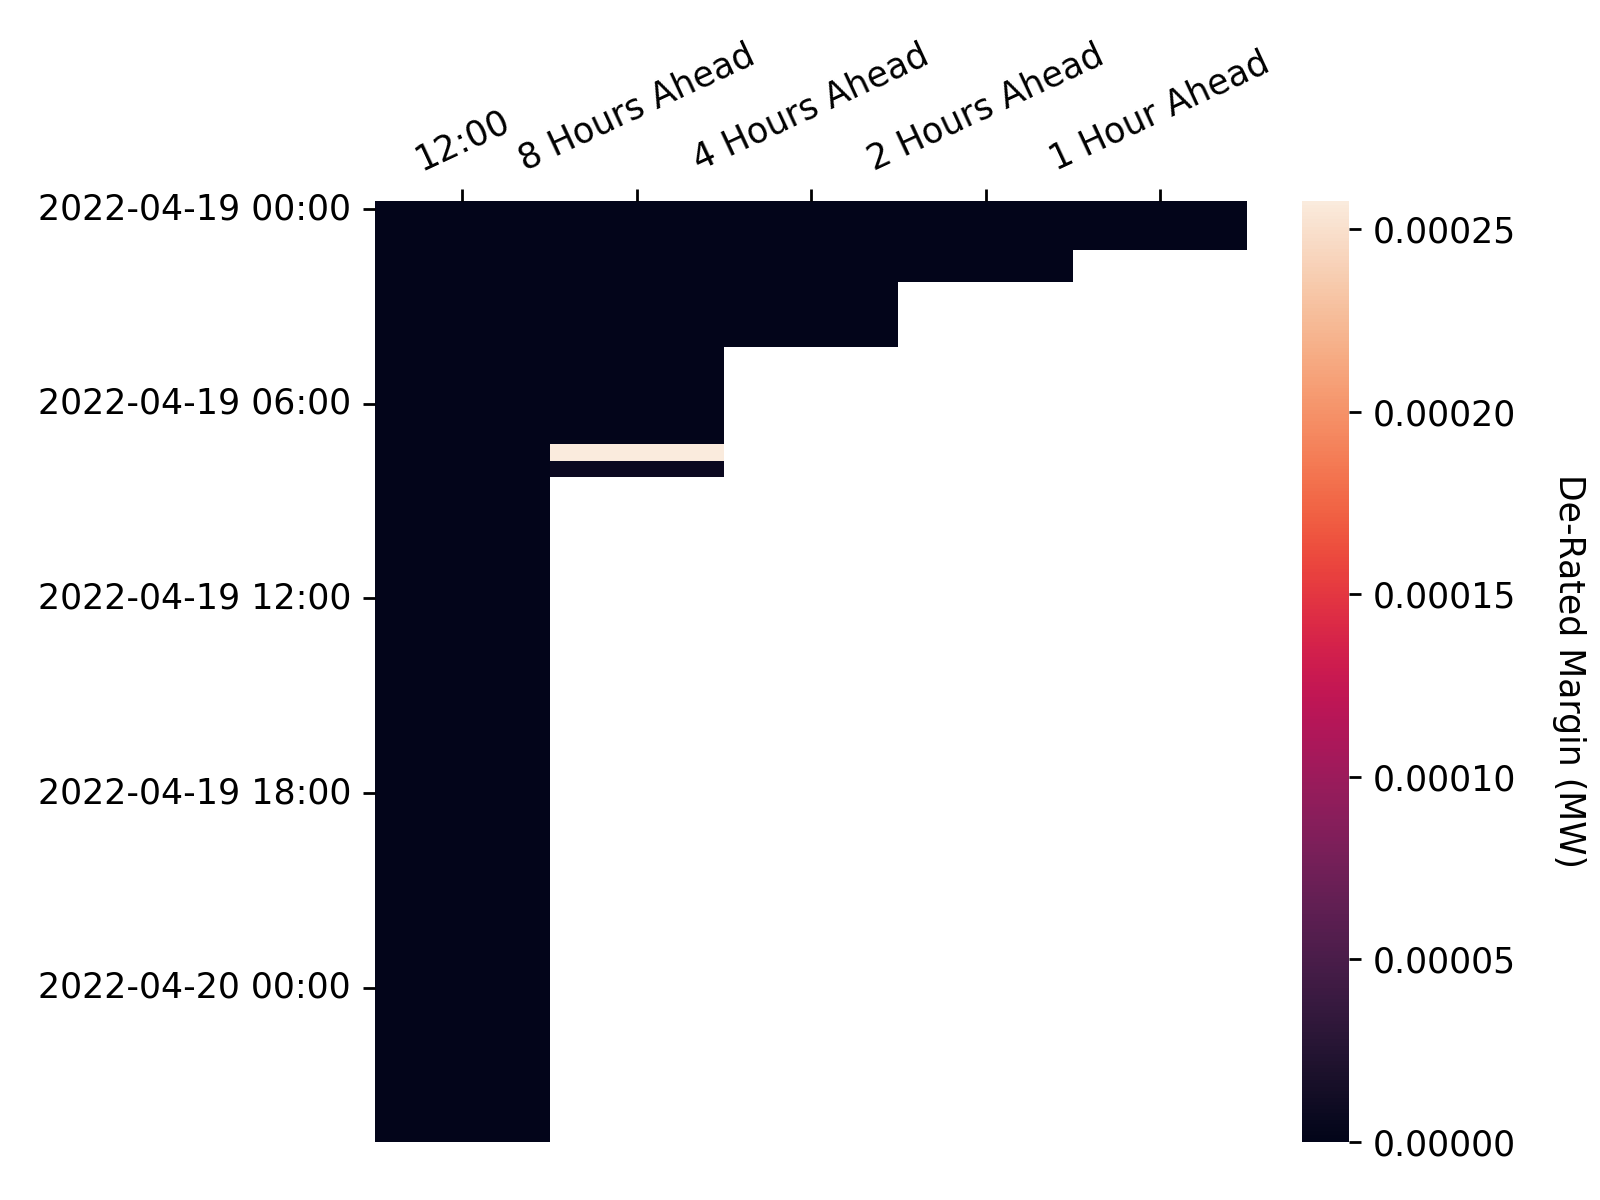 12:00
8 Hours Ahead
4 Hours Ahead
2 Hours Ahead
1 Hour Ahead
2022-04-19 00:00
2022-04-19 06:00
2022-04-19 12:00
2022-04-19 18:00
2022-04-20 00:00
0.00025
0.00020
0.00015
0.00010
0.00005
0.00000
De-Rated Margin (MW)